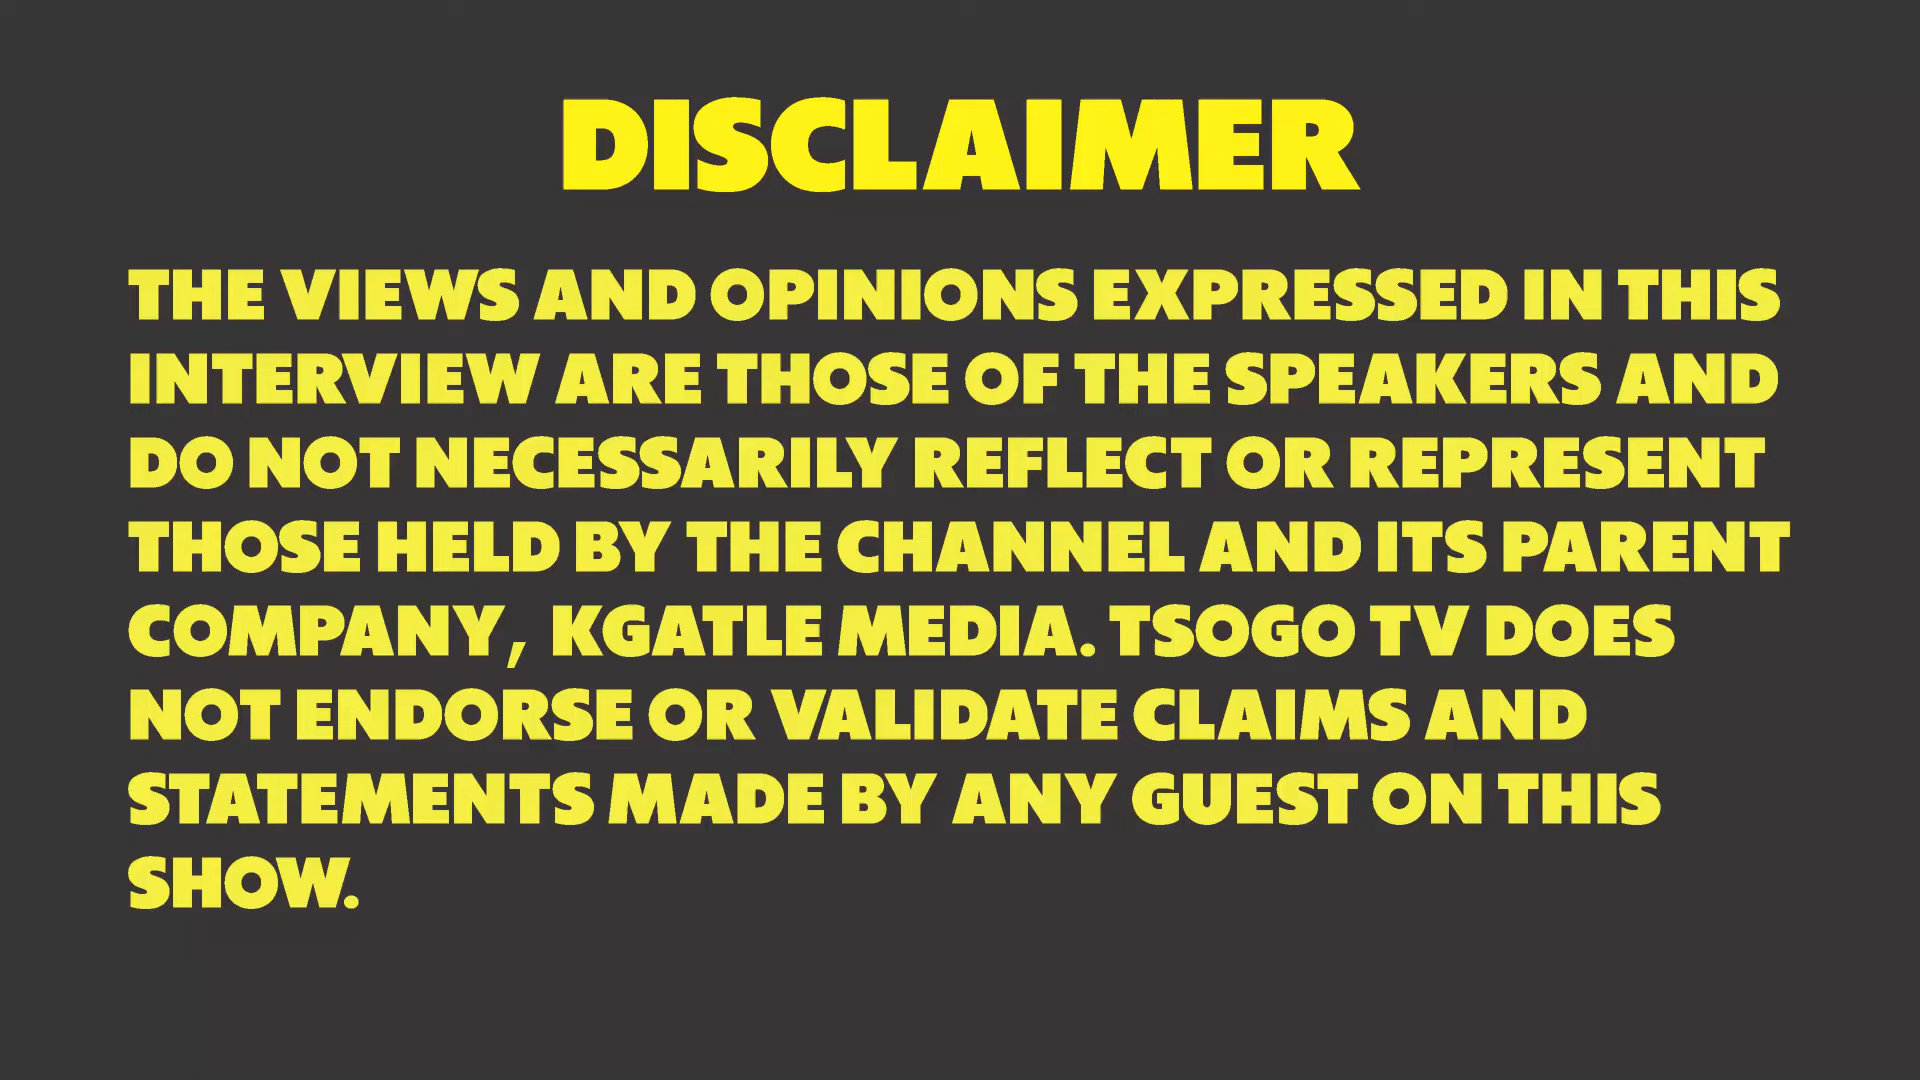 DISCLAIMER
THE VIEWS AND OPINIONS EXPRESSED IN THIS
INTERVIEW ARE THOSE OF THE SPEAKERS AND
DO NOT NECESSARILY REFLECT OR REPRESENT
THOSE HELD BY THE CHANNEL AND ITS PARENT
COMPANY, KGATLE MEDIA. TSOGO TV DOES
NOT ENDORSE OR VALIDATE CLAIMS AND
STATEMENTS MADE BY ANY GUEST ON THIS
SHOW.